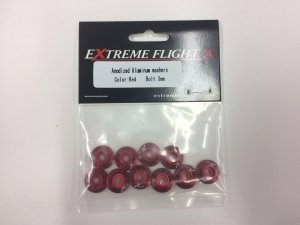 EXTREME FLIGHT
Anodized Aluminum washers
Color:Red Bolt 3mm